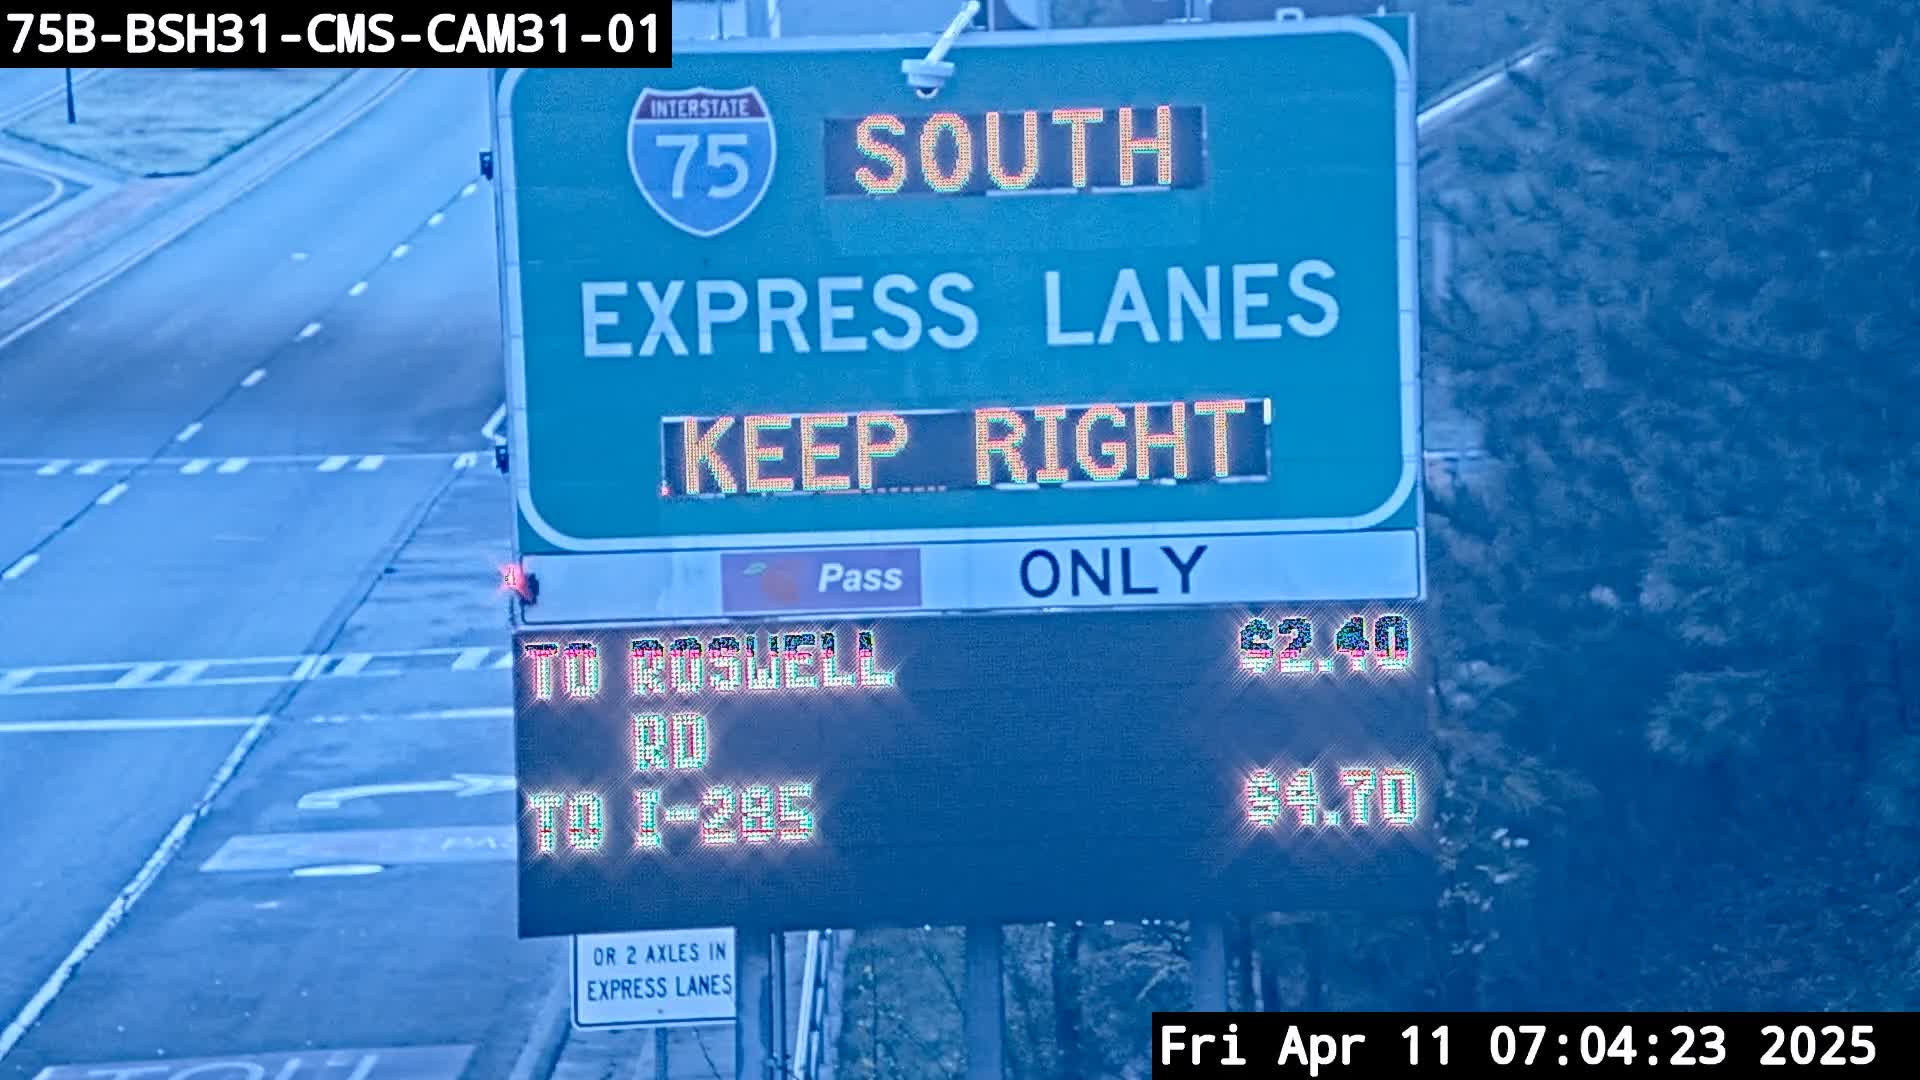 75B-BSH31-CMS-CAM31-01
INTERSTATE
75
SOUTH
EXPRESS LANES
KEEP RIGHT
Pass ONLY
TO ROSWELL $2.40
RD
TO I-285 $4.70
OR 2 AXLES IN
EXPRESS LANES
Fri Apr 11 07:04:23 2025